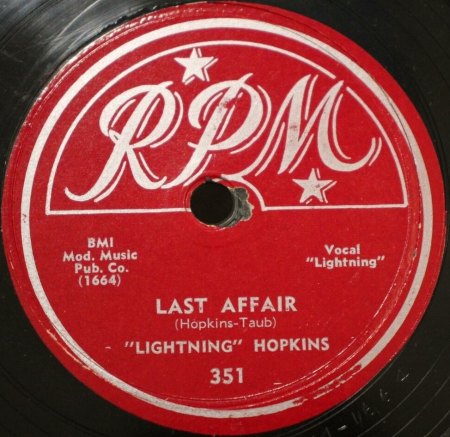 RPM
BMI
Mod. Music
Pub. Co.
(1664)
Vocal
"Lightning"
LAST AFFAIR
(Hopkins-Taub)
"LIGHTNING" HOPKINS
351